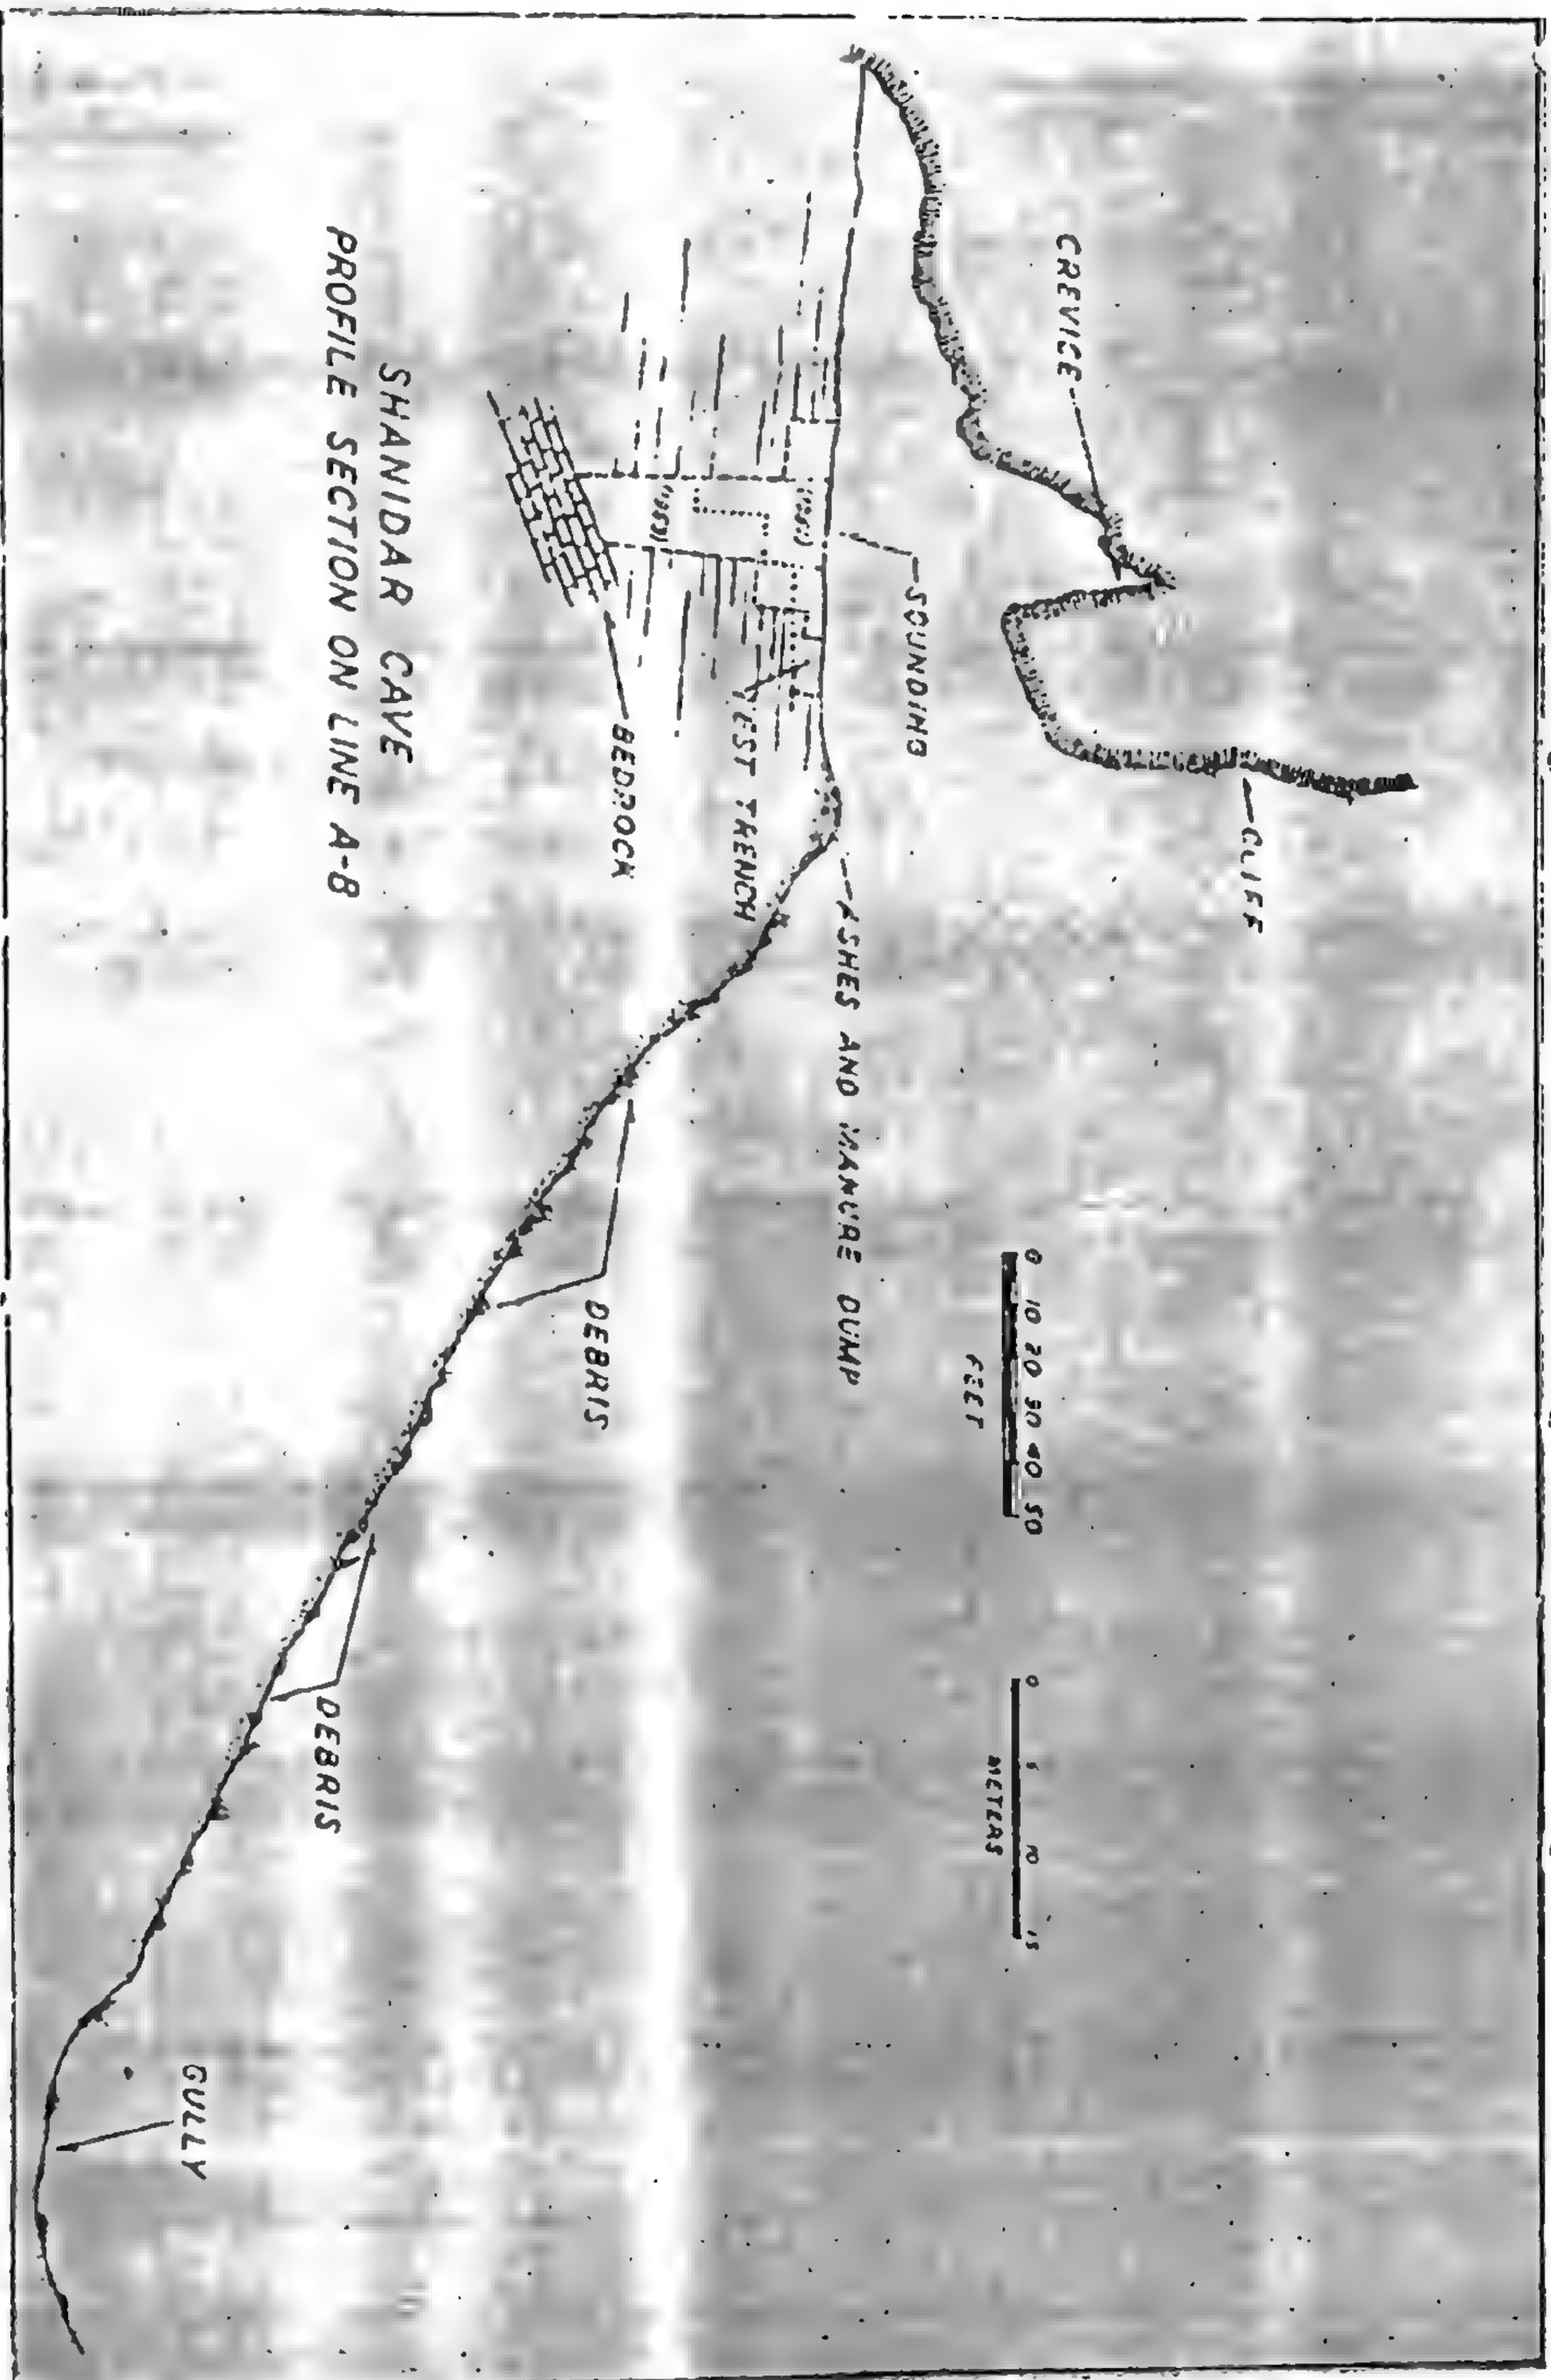 CREVICE
CLIFF
SOUNDING
ASHES AND MANURE DUMP
TEST TRENCH
BEDROCK
0 10 20 30 40 50
FEET
0 5 10 15
METERS
DEBRIS
DEBRIS
GULLY
SHANIDAR CAVE
PROFILE SECTION ON LINE A-B